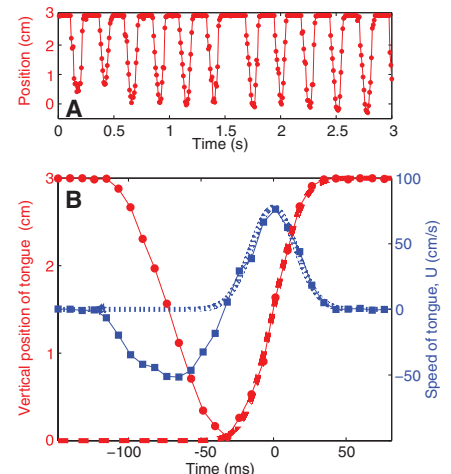 3
2
1
0
Position (cm)
A
0 0.5 1 1.5 2 2.5 3
Time (s)
B
3
2
1
0
Vertical position of tongue (cm)
100
50
0
−50
Speed of tongue, U (cm/s)
−100 −50 0 50
Time (ms)